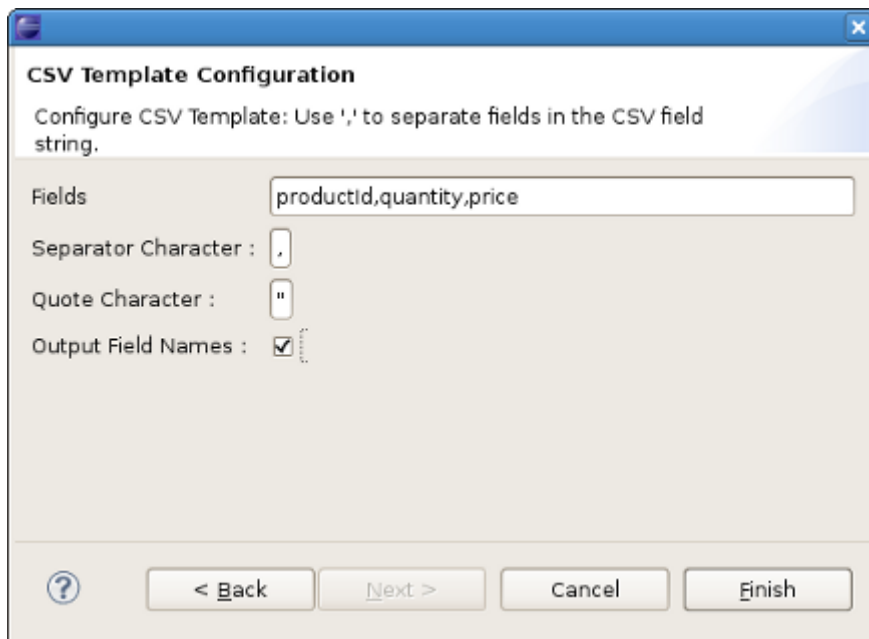 CSV Template Configuration
Configure CSV Template: Use ',' to separate fields in the CSV field
string.
Fields productId,quantity,price
Separator Character : ,
Quote Character : "
Output Field Names :
< Back Next > Cancel Finish